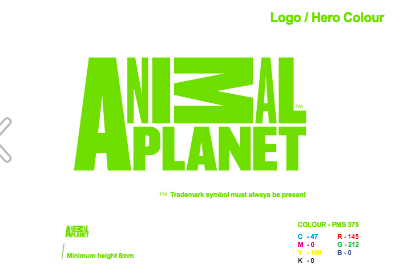 Logo / Hero Colour
ANIMAL
PLANET
TM
TM Trademark symbol must always be present
COLOUR - PMS 375
C - 47 R - 145
M - 0 G - 212
Y - 100 B - 0
K - 0
ANIMAL
PLANET
Minimum height 8mm